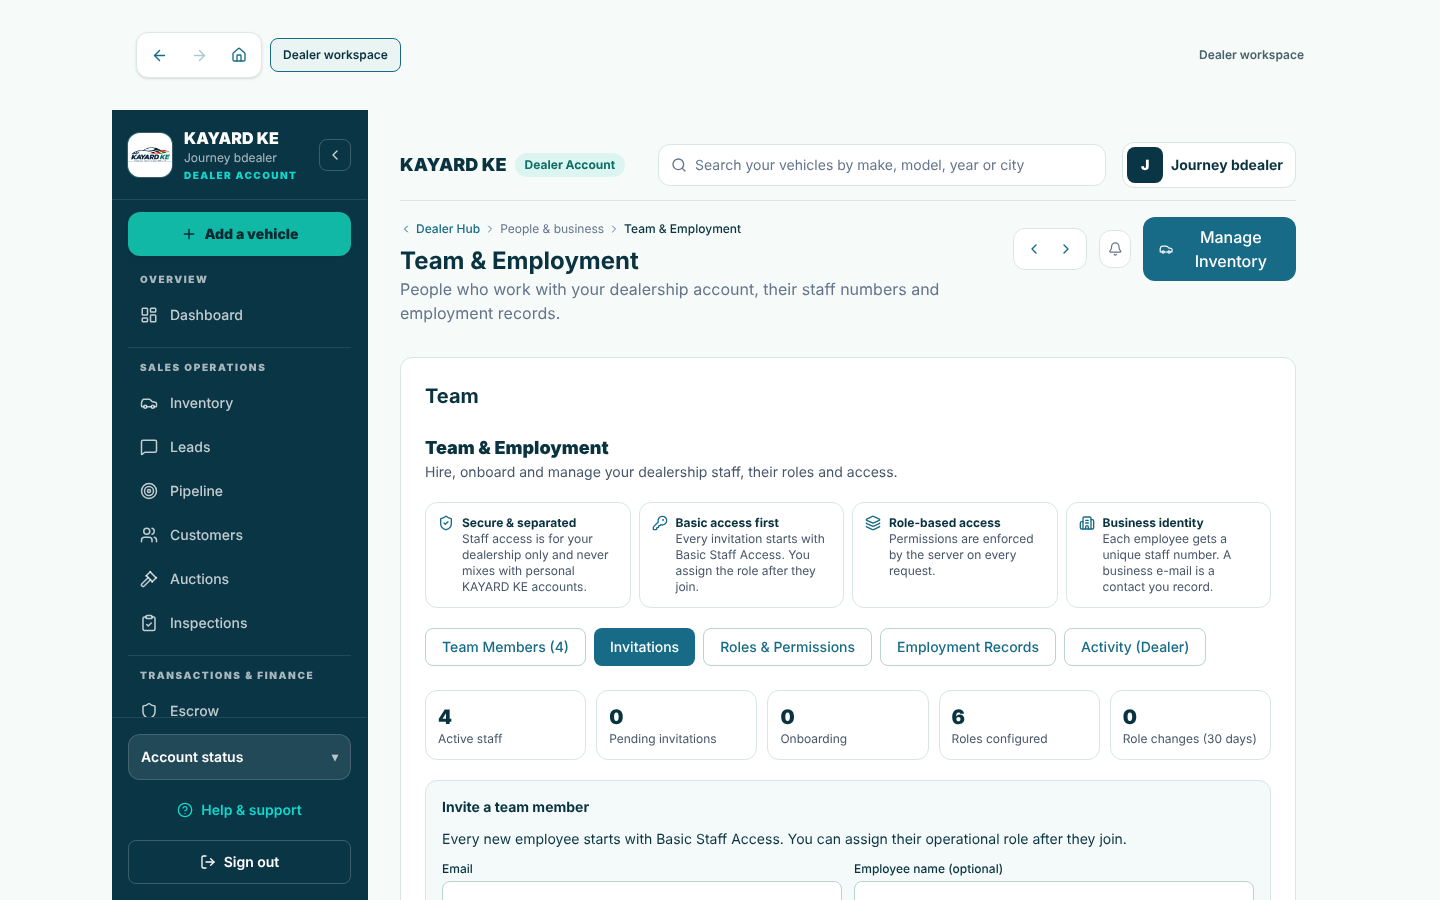 Dealer workspace
Dealer workspace
KAYARD KE
KAYARD KE
Journey bdealer
DEALER ACCOUNT
Add a vehicle
OVERVIEW
Dashboard
SALES OPERATIONS
Inventory
Leads
Pipeline
Customers
Auctions
Inspections
TRANSACTIONS & FINANCE
Escrow
Account status
Help & support
Sign out
KAYARD KE
Dealer Account
Search your vehicles by make, model, year or city
J
Journey bdealer
Dealer Hub
People & business
Team & Employment
Team & Employment
People who work with your dealership account, their staff numbers and
employment records.
Manage
Inventory
Team
Team & Employment
Hire, onboard and manage your dealership staff, their roles and access.
Secure & separated
Staff access is for your
dealership only and never
mixes with personal
KAYARD KE accounts.
Basic access first
Every invitation starts with
Basic Staff Access. You
assign the role after they
join.
Role-based access
Permissions are enforced
by the server on every
request.
Business identity
Each employee gets a
unique staff number. A
business e-mail is a
contact you record.
Team Members (4)
Invitations
Roles & Permissions
Employment Records
Activity (Dealer)
4
Active staff
0
Pending invitations
0
Onboarding
6
Roles configured
0
Role changes (30 days)
Invite a team member
Every new employee starts with Basic Staff Access. You can assign their operational role after they join.
Email
Employee name (optional)